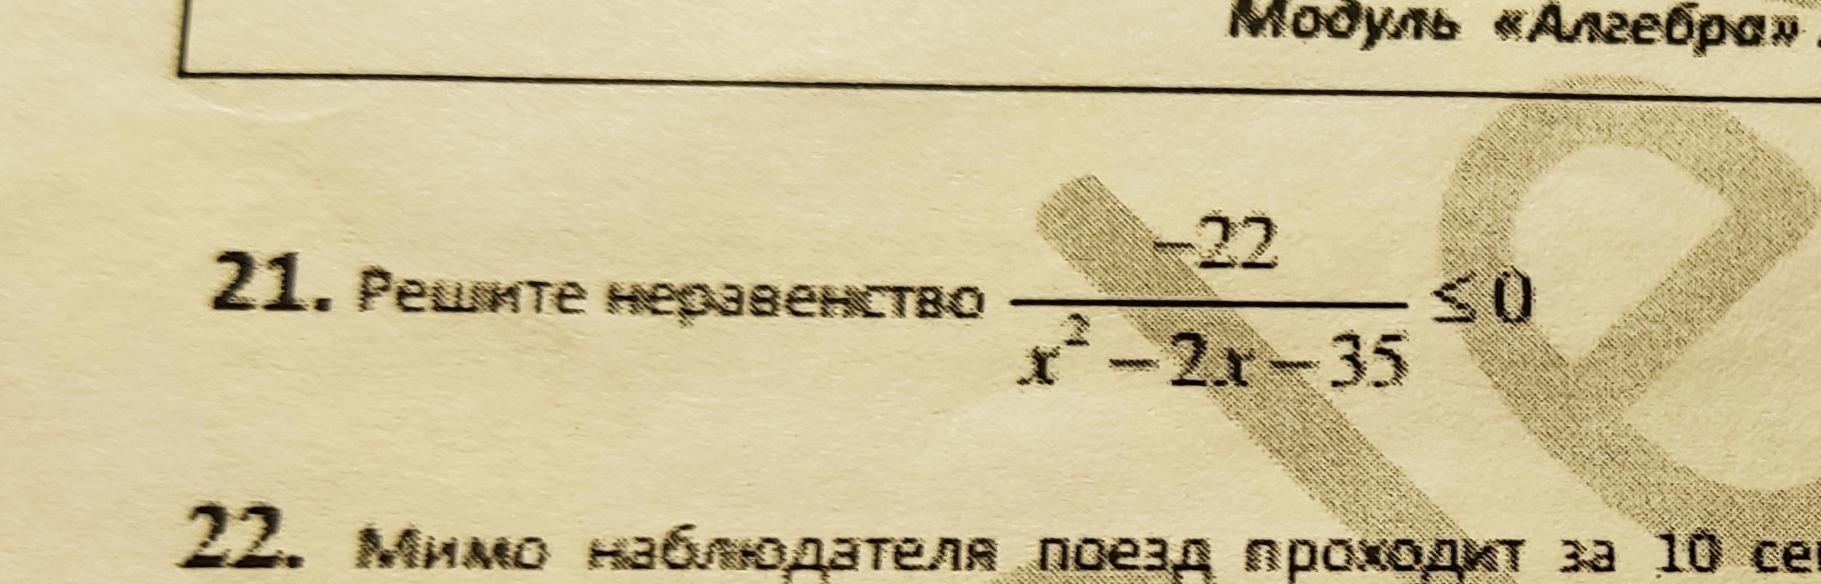 Модуль «Алгебра»
21. Решите неравенство −22 / (x² − 2x − 35) ≤ 0
22. Мимо наблюдателя поезд проходит за 10